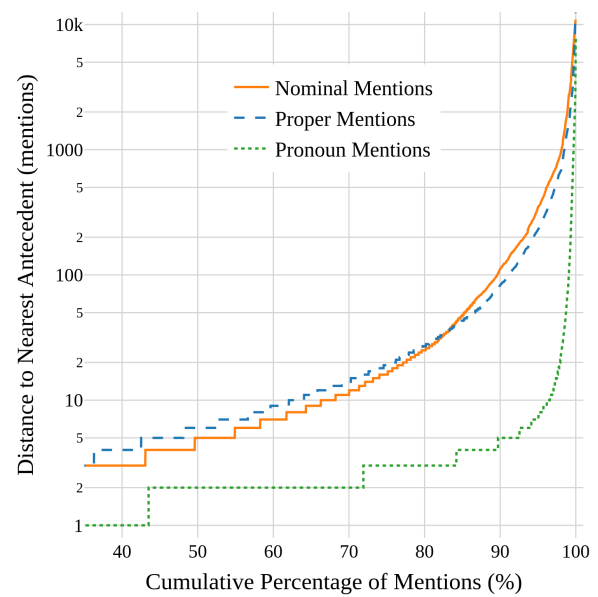 Distance to Nearest Antecedent (mentions)
10k
5
2
1000
5
2
100
5
2
10
5
2
1
Nominal Mentions
Proper Mentions
Pronoun Mentions
40 50 60 70 80 90 100
Cumulative Percentage of Mentions (%)